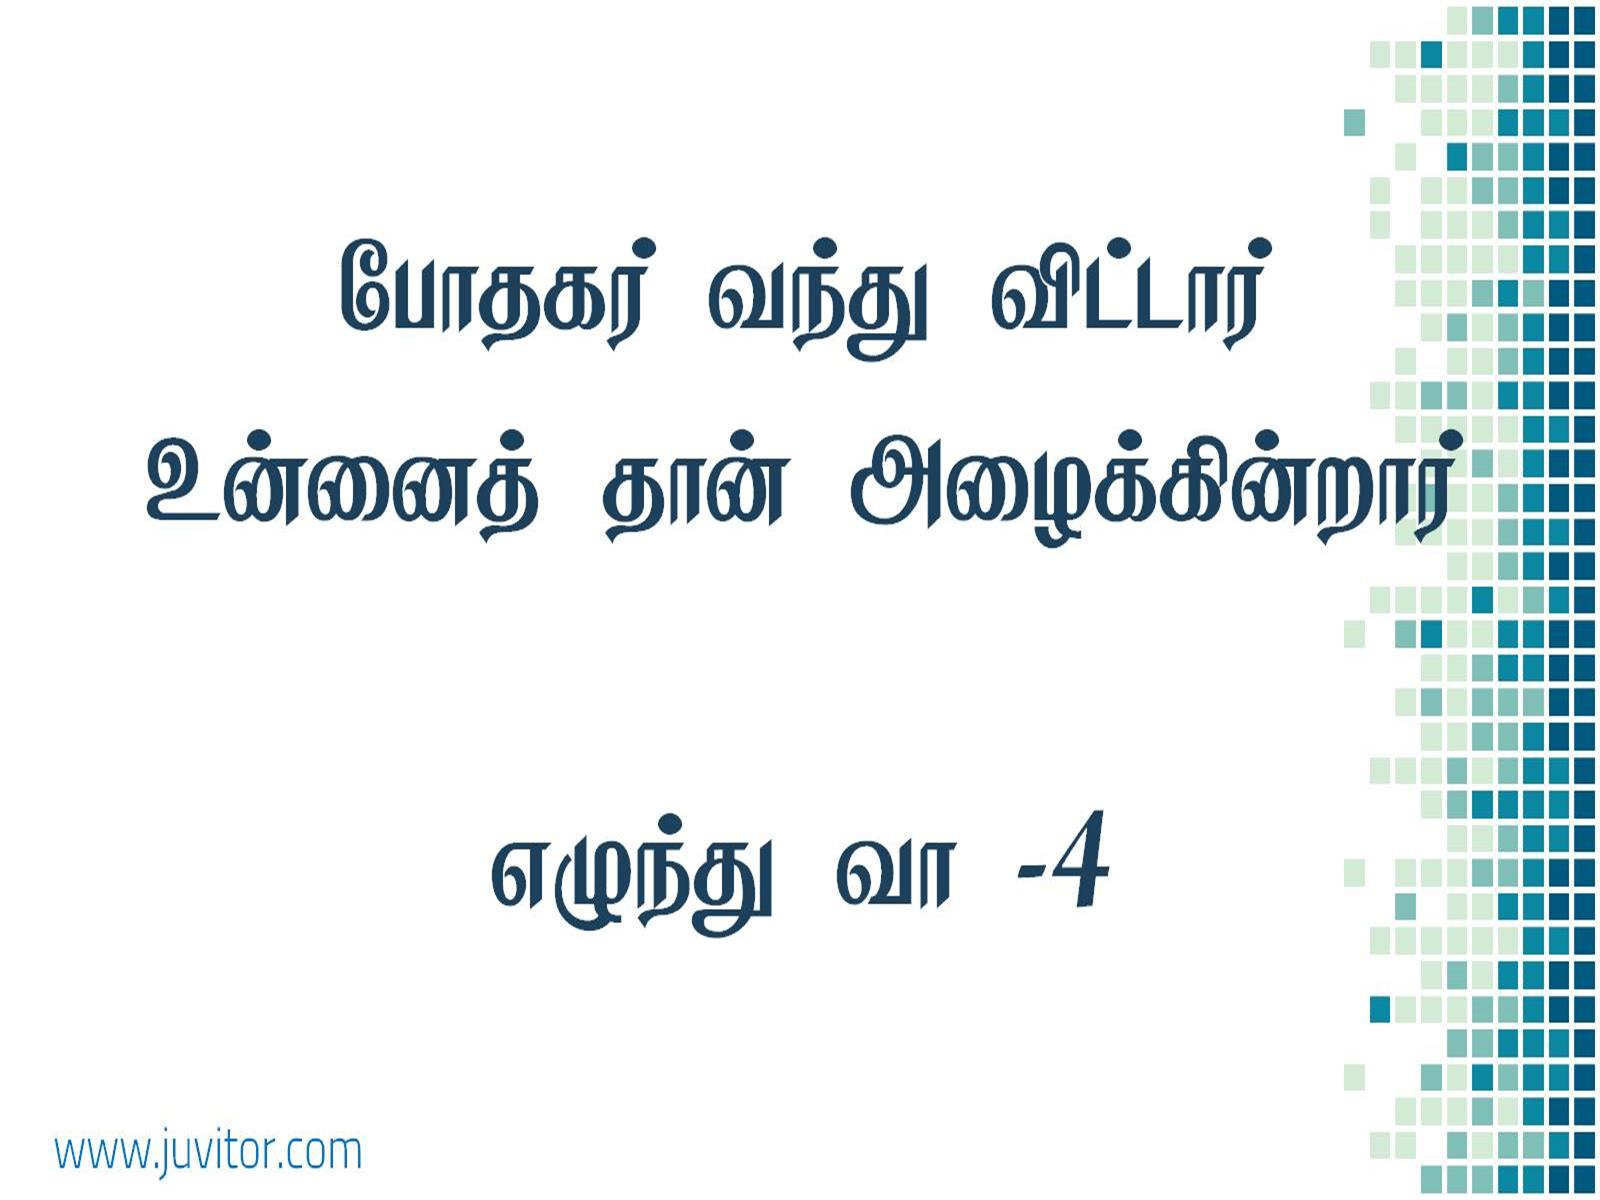 போதகர் வந்து விட்டார்
உன்னைத் தான் அழைக்கின்றார்
எழுந்து வா -4
www.juvitor.com